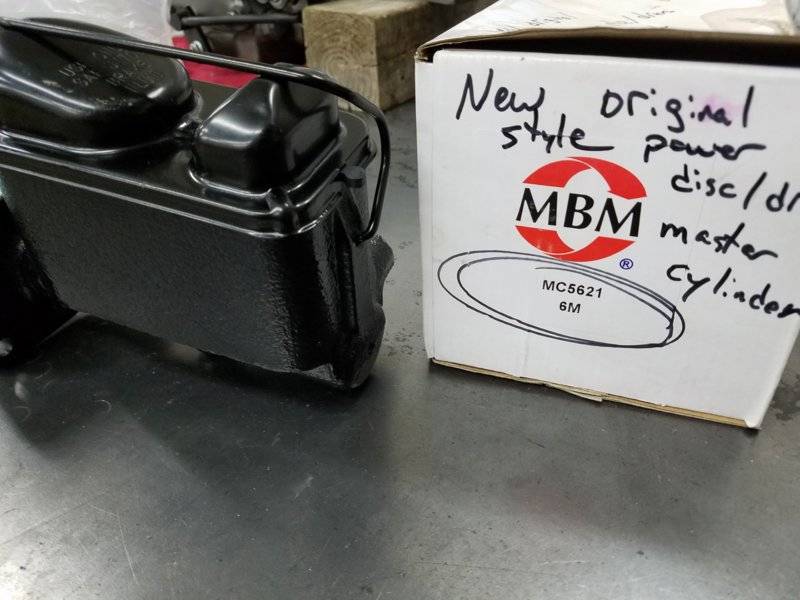 New original
style power
disc/dr
MBM
master
®
cylinder
MC5621
6M